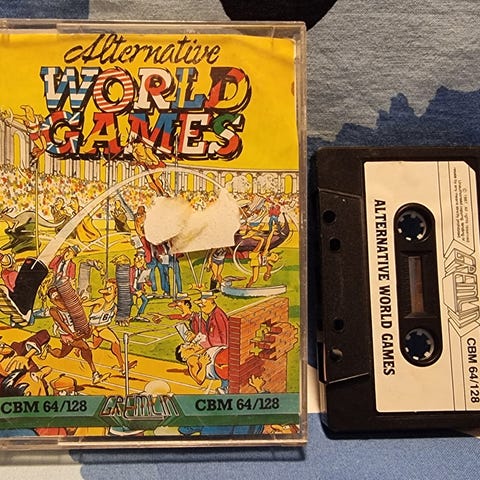 Alternative
WORLD
GAMES
CBM 64/128
GREMLIN
CBM 64/128
ALTERNATIVE WORLD GAMES
GREMLIN
CBM 64/128